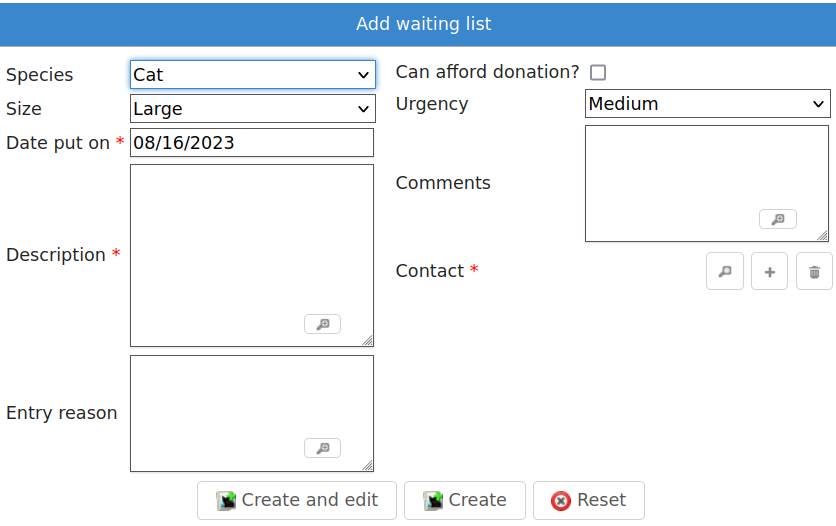 Add waiting list
Species Cat
Size Large
Date put on * 08/16/2023
Description *
Entry reason
Can afford donation?
Urgency Medium
Comments
Contact *
Create and edit Create Reset